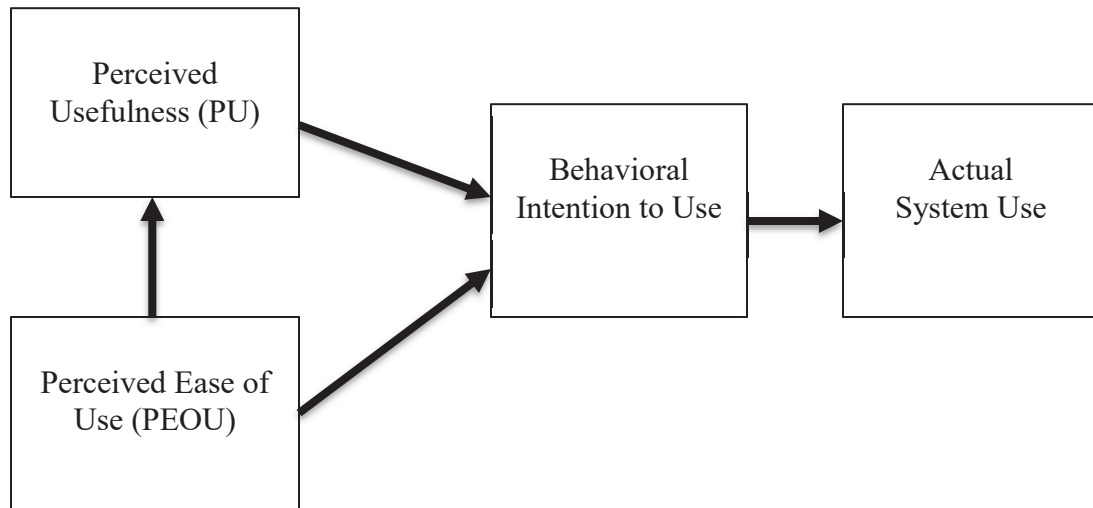 Perceived
Usefulness (PU)
Perceived Ease of
Use (PEOU)
Behavioral
Intention to Use
Actual
System Use